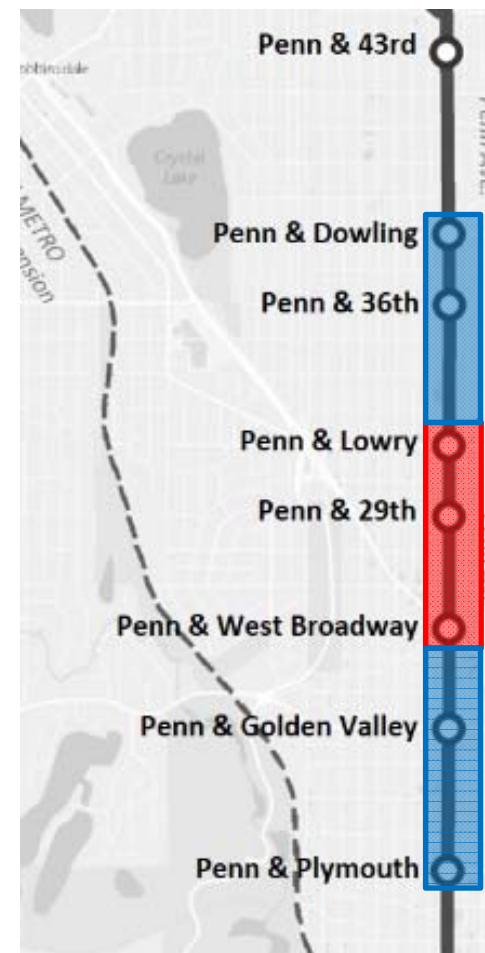 Penn & 43rd
Crystal
Lake
METRO
Penn & Dowling
Penn & 36th
Penn & Lowry
Penn & 29th
Penn & West Broadway
Penn & Golden Valley
Penn & Plymouth